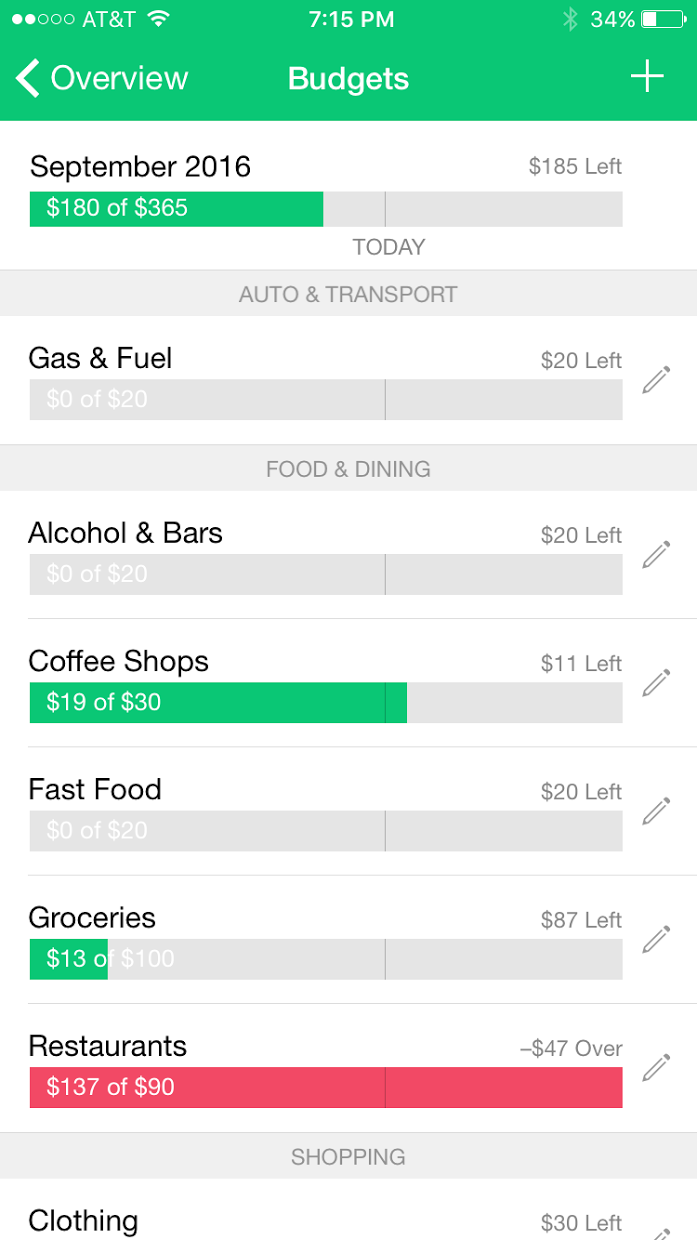 AT&T 7:15 PM 34%
Overview Budgets
September 2016 $185 Left
$180 of $365
TODAY
AUTO & TRANSPORT
Gas & Fuel $20 Left
$0 of $20
FOOD & DINING
Alcohol & Bars $20 Left
$0 of $20
Coffee Shops $11 Left
$19 of $30
Fast Food $20 Left
$0 of $20
Groceries $87 Left
$13 of $100
Restaurants –$47 Over
$137 of $90
SHOPPING
Clothing $30 Left